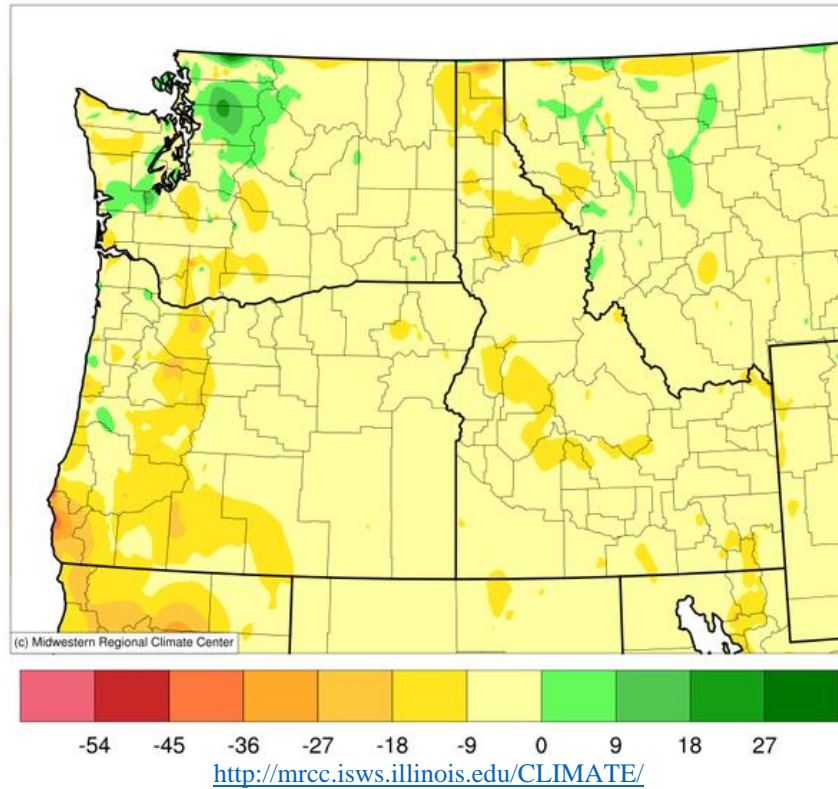 (c) Midwestern Regional Climate Center
-54 -45 -36 -27 -18 -9 0 9 18 27
http://mrcc.isws.illinois.edu/CLIMATE/